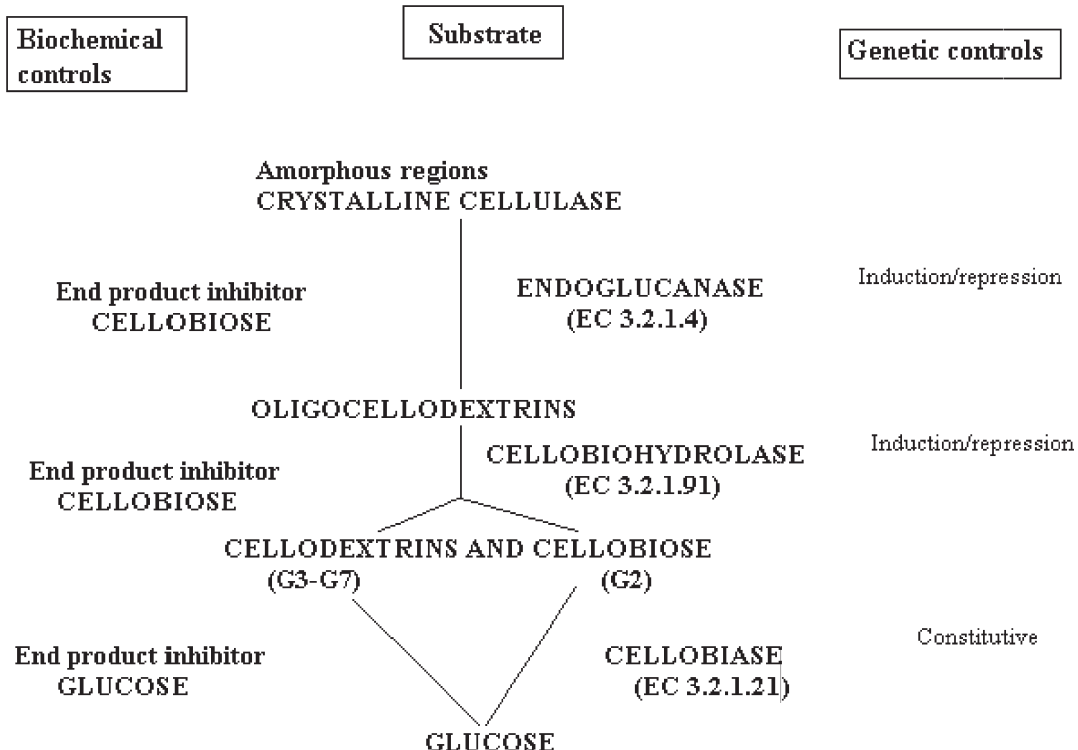 Biochemical
controls
Substrate
Genetic controls
Amorphous regions
CRYSTALLINE CELLULASE
End product inhibitor
CELLOBIOSE
ENDOGLUCANASE
(EC 3.2.1.4)
Induction/repression
OLIGOCELLODEXTRINS
End product inhibitor
CELLOBIOSE
CELLOBIOHYDROLASE
(EC 3.2.1.91)
Induction/repression
CELLODEXTRINS AND CELLOBIOSE
(G3-G7) (G2)
End product inhibitor
GLUCOSE
CELLOBIASE
(EC 3.2.1.21)
Constitutive
GLUCOSE